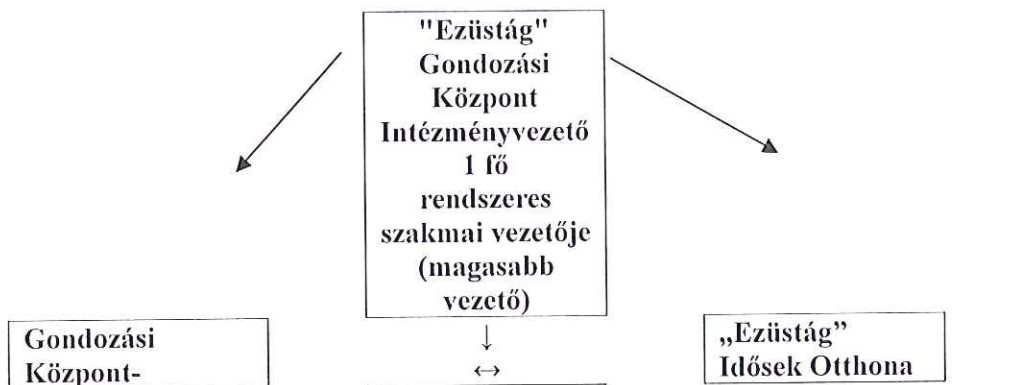 "Ezüstág"
Gondozási
Központ
Intézményvezető
1 fő
rendszeres
szakmai vezetője
(magasabb
vezető)
↓
↔
Gondozási
Központ-
„Ezüstág”
Idősek Otthona